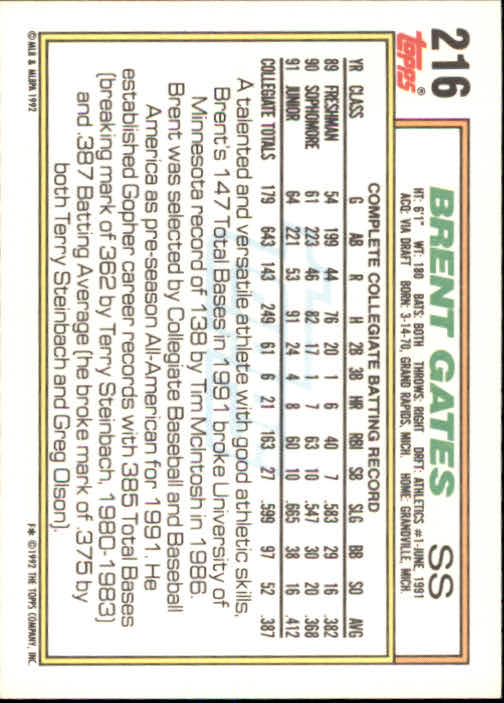 216
TOPPS®
BRENT GATES SS
HT: 6'1" WT: 180 BATS: BOTH THROWS: RIGHT DRFT: ATHLETICS #1-JUNE, 1991
ACQ: VIA DRAFT BORN: 3-14-70, GRAND RAPIDS, MICH. HOME: GRANDVILLE, MICH.
COMPLETE COLLEGIATE BATTING RECORD
YR CLASS G AB R H 2B 3B HR RBI SB SLG BB SO AVG
89 FRESHMAN 54 199 44 76 20 1 6 40 7 .583 29 16 .382
90 SOPHOMORE 61 223 46 82 17 1 7 63 10 .547 30 20 .368
91 JUNIOR 64 221 53 91 24 4 8 60 10 .665 38 16 .412
COLLEGIATE TOTALS 179 643 143 249 61 6 21 163 27 .599 97 52 .387
A talented and versatile athlete with good athletic skills,
Brent's 147 Total Bases in 1991 broke University of
Minnesota record of 138 by Tim McIntosh in 1986.
Brent was selected by Collegiate Baseball and Baseball
America as pre-season All-American for 1991. He
established Gopher career records with 385 Total Bases
(breaking mark of 362 by Terry Steinbach, 1980-1983)
and .387 Batting Average (he broke mark of .375 by
both Terry Steinbach and Greg Olson).
© MLB & MLBPA 1992
F* ©1992 THE TOPPS COMPANY, INC.